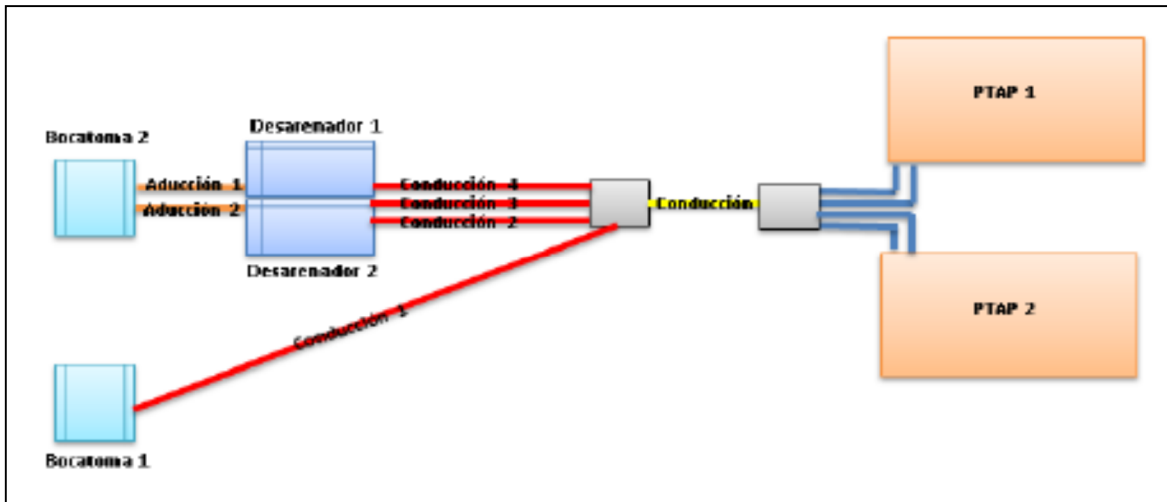 PTAP 1
Desarenador 1
Bocatoma 2
Aducción 1
Conducción 4
Conducción 3
Conducción
Aducción 2
Conducción 2
Desarenador 2
PTAP 2
Conducción 1
Bocatoma 1